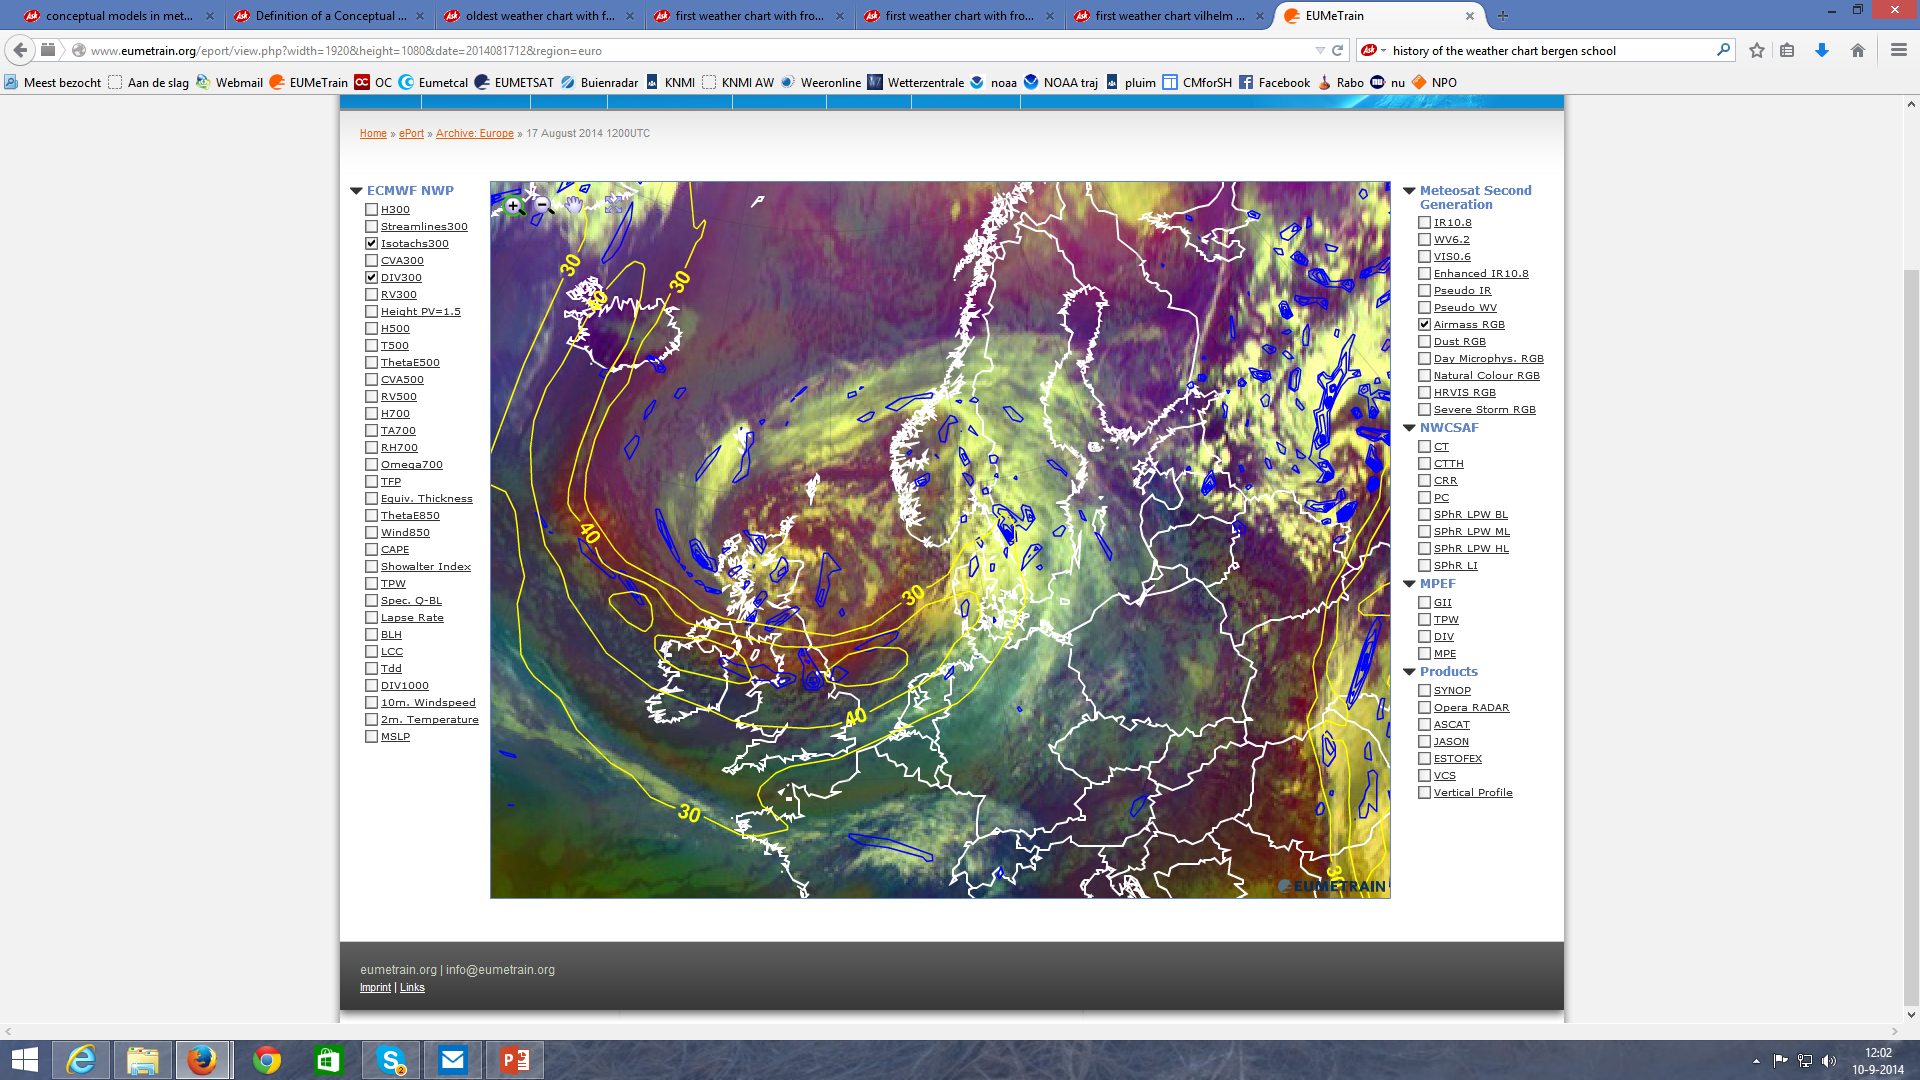 conceptual models in met...
Definition of a Conceptual ...
oldest weather chart with f...
first weather chart with fro...
first weather chart with fro...
first weather chart vilhelm ...
EUMeTrain
www.eumetrain.org/eport/view.php?width=1920&height=1080&date=2014081712&region=euro
history of the weather chart bergen school
Meest bezocht
Aan de slag
Webmail
EUMeTrain
OC
Eumetcal
EUMETSAT
Buienradar
KNMI
KNMI AW
Weeronline
Wetterzentrale
noaa
NOAA traj
pluim
CMforSH
Facebook
Rabo
nu
NPO
Home » ePort » Archive: Europe » 17 August 2014 1200UTC
ECMWF NWP
H300
Streamlines300
Isotachs300
CVA300
DIV300
RV300
Height PV=1.5
H500
T500
ThetaE500
CVA500
RV500
H700
TA700
RH700
Omega700
TFP
Equiv. Thickness
ThetaE850
Wind850
CAPE
Showalter Index
TPW
Spec. Q-BL
Lapse Rate
BLH
LCC
Tdd
DIV1000
10m. Windspeed
2m. Temperature
MSLP
30
30
40
40
30
40
30
30
EUMETRAIN
Meteosat Second
Generation
IR10.8
WV6.2
VIS0.6
Enhanced IR10.8
Pseudo IR
Pseudo WV
Airmass RGB
Dust RGB
Day Microphys. RGB
Natural Colour RGB
HRVIS RGB
Severe Storm RGB
NWCSAF
CT
CTTH
CRR
PC
SPhR LPW BL
SPhR LPW ML
SPhR LPW HL
SPhR LI
MPEF
GII
TPW
DIV
MPE
Products
SYNOP
Opera RADAR
ASCAT
JASON
ESTOFEX
VCS
Vertical Profile
eumetrain.org | info@eumetrain.org
Imprint | Links
2
12:02
10-9-2014